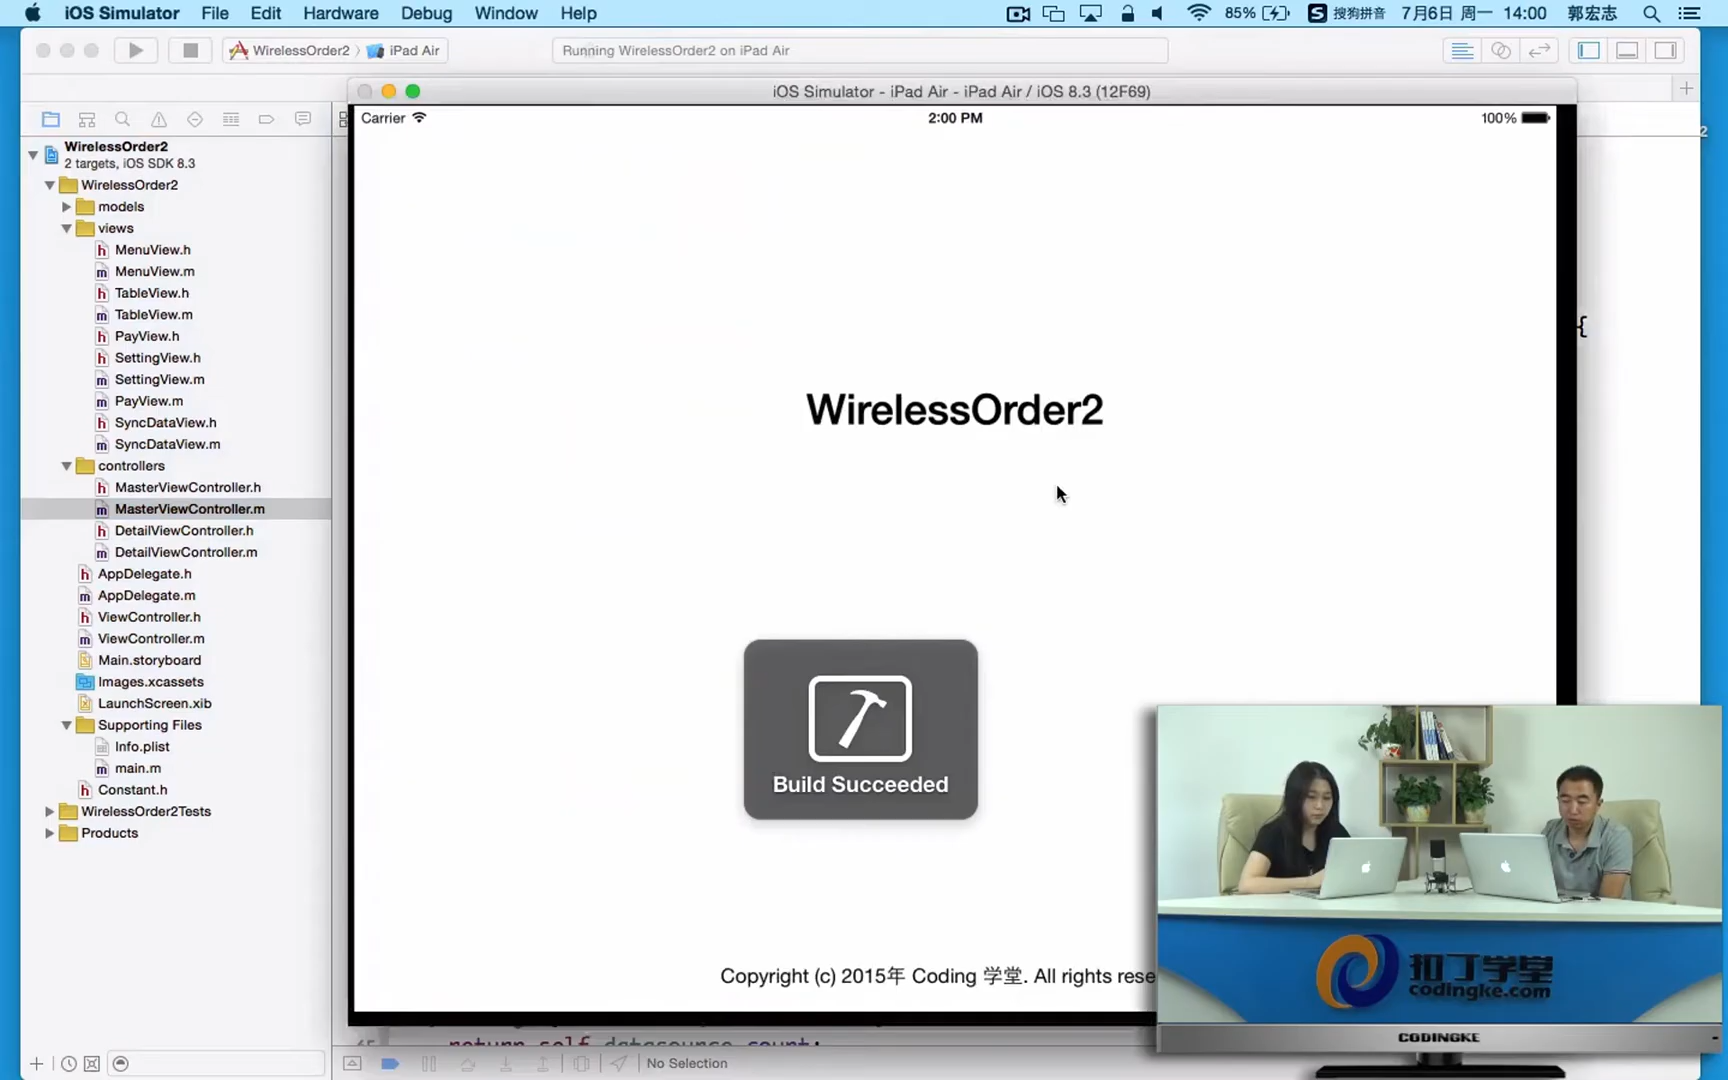 iOS Simulator File Edit Hardware Debug Window Help
85% S 搜狗拼音 7月6日 周一 14:00 郭宏志
WirelessOrder2 iPad Air
Running WirelessOrder2 on iPad Air
iOS Simulator - iPad Air - iPad Air / iOS 8.3 (12F69)
Carrier 2:00 PM 100%
WirelessOrder2
2 targets, iOS SDK 8.3
WirelessOrder2
models
views
h MenuView.h
m MenuView.m
h TableView.h
m TableView.m
h PayView.h
h SettingView.h
m SettingView.m
m PayView.m
h SyncDataView.h
m SyncDataView.m
controllers
h MasterViewController.h
m MasterViewController.m
h DetailViewController.h
m DetailViewController.m
h AppDelegate.h
m AppDelegate.m
h ViewController.h
m ViewController.m
Main.storyboard
Images.xcassets
LaunchScreen.xib
Supporting Files
Info.plist
m main.m
h Constant.h
WirelessOrder2Tests
Products
2
{
WirelessOrder2
Build Succeeded
Copyright (c) 2015年 Coding 学堂. All rights rese
return self.datasource.count;
No Selection
扣丁学堂
codingke.com
CODINGKE